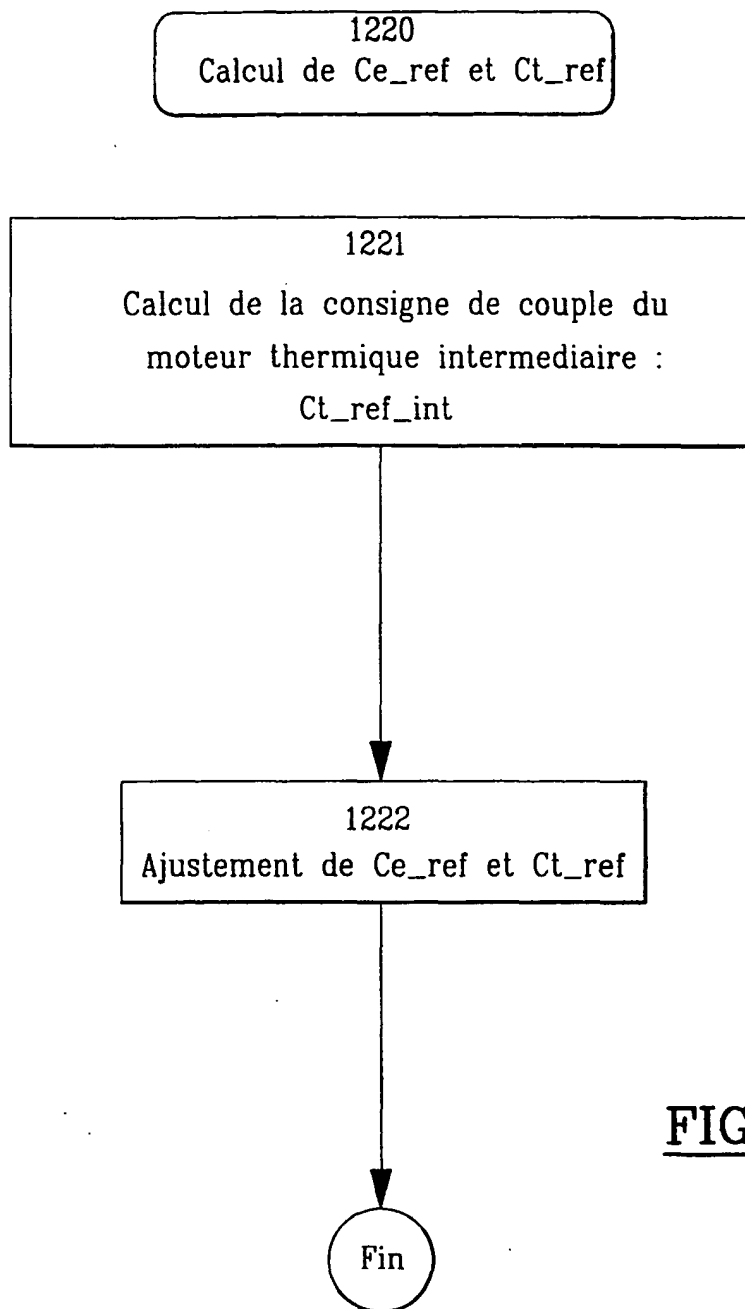 1220
Calcul de Ce_ref et Ct_ref
1221
Calcul de la consigne de couple du
moteur thermique intermediaire :
Ct_ref_int
1222
Ajustement de Ce_ref et Ct_ref
FIG
Fin